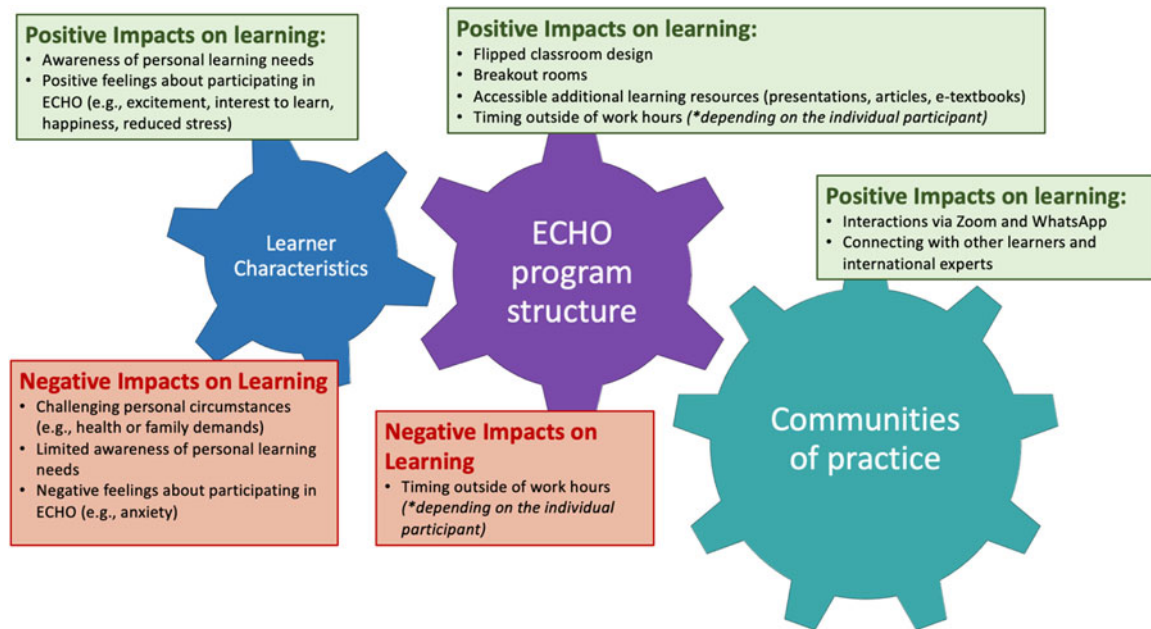 Positive Impacts on learning:
• Awareness of personal learning needs
• Positive feelings about participating in
ECHO (e.g., excitement, interest to learn,
happiness, reduced stress)
Positive Impacts on learning:
• Flipped classroom design
• Breakout rooms
• Accessible additional learning resources (presentations, articles, e-textbooks)
• Timing outside of work hours (*depending on the individual participant)
Positive Impacts on learning:
• Interactions via Zoom and WhatsApp
• Connecting with other learners and
international experts
Learner
Characteristics
ECHO
program
structure
Communities
of practice
Negative Impacts on Learning
• Challenging personal circumstances
(e.g., health or family demands)
• Limited awareness of personal learning
needs
• Negative feelings about participating in
ECHO (e.g., anxiety)
Negative Impacts on
Learning
• Timing outside of work hours
(*depending on the individual
participant)